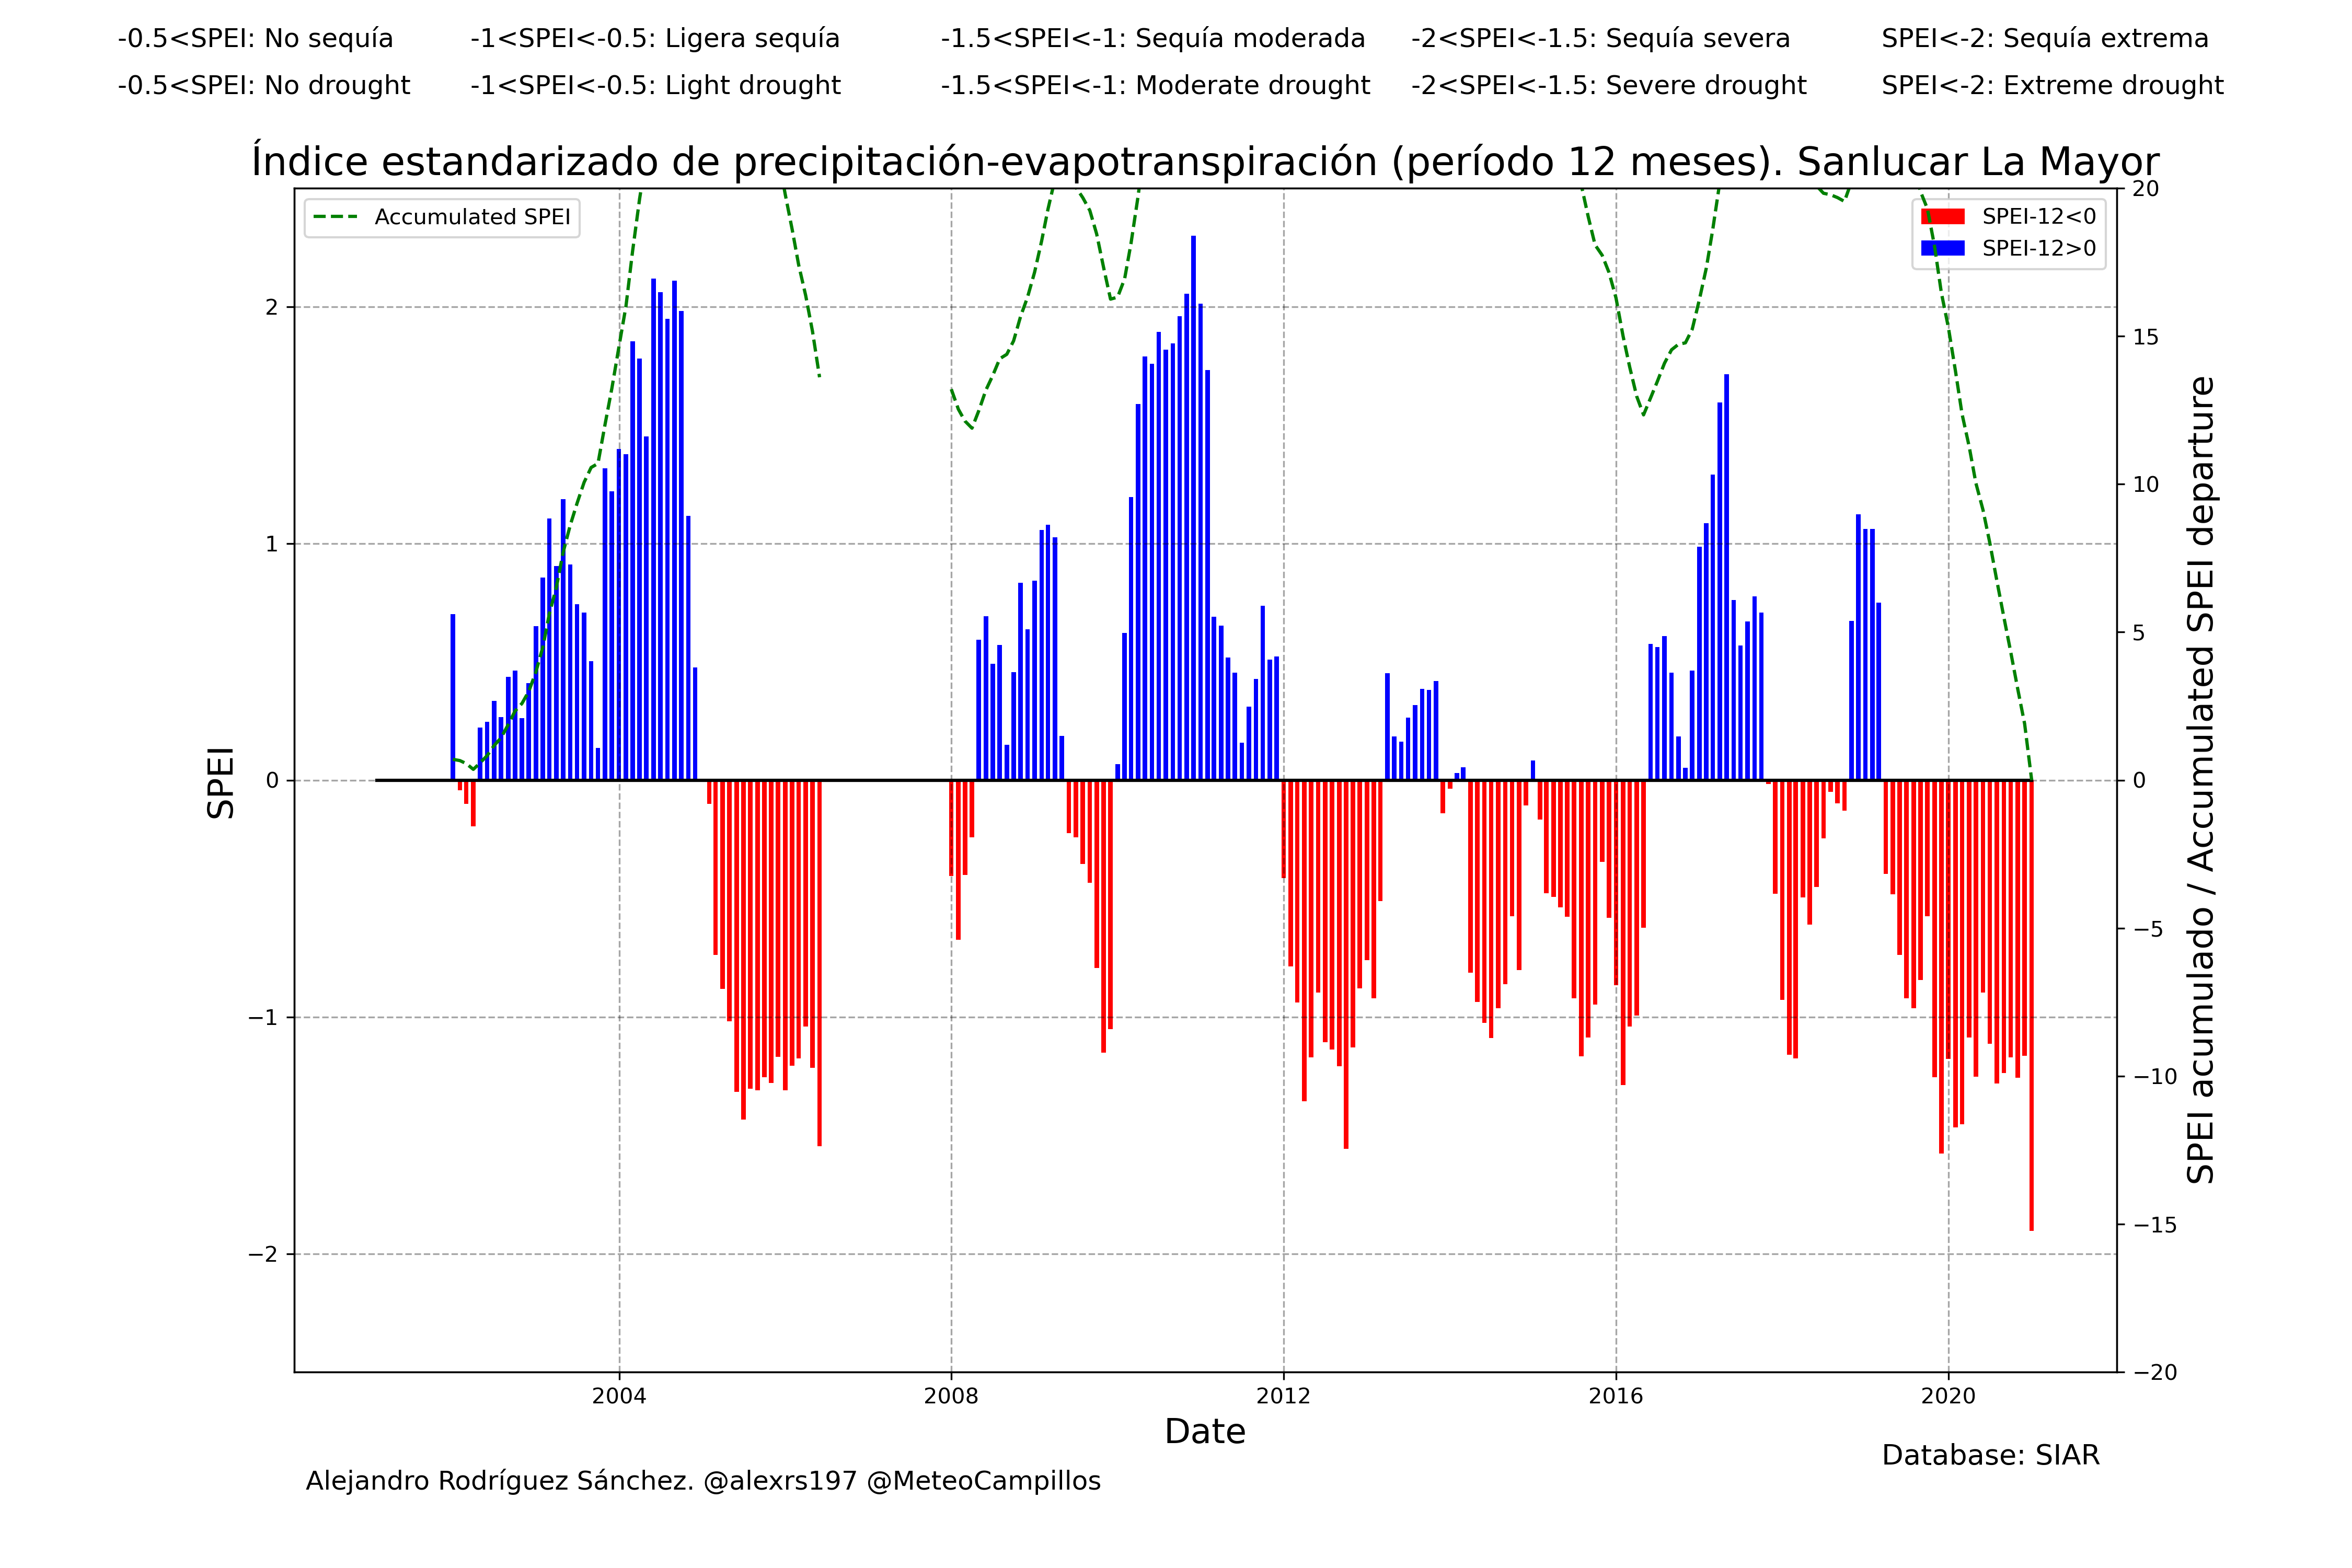 -0.5<SPEI: No sequía -1<SPEI<-0.5: Ligera sequía -1.5<SPEI<-1: Sequía moderada -2<SPEI<-1.5: Sequía severa SPEI<-2: Sequía extrema
-0.5<SPEI: No drought -1<SPEI<-0.5: Light drought -1.5<SPEI<-1: Moderate drought -2<SPEI<-1.5: Severe drought SPEI<-2: Extreme drought
Índice estandarizado de precipitación-evapotranspiración (período 12 meses). Sanlucar La Mayor
Accumulated SPEI
SPEI-12<0
SPEI-12>0
SPEI
2
1
0
−1
−2
20
15
10
5
0
−5
−10
−15
−20
SPEI acumulado / Accumulated SPEI departure
2004 2008 2012 2016 2020
Date
Database: SIAR
Alejandro Rodríguez Sánchez. @alexrs197 @MeteoCampillos